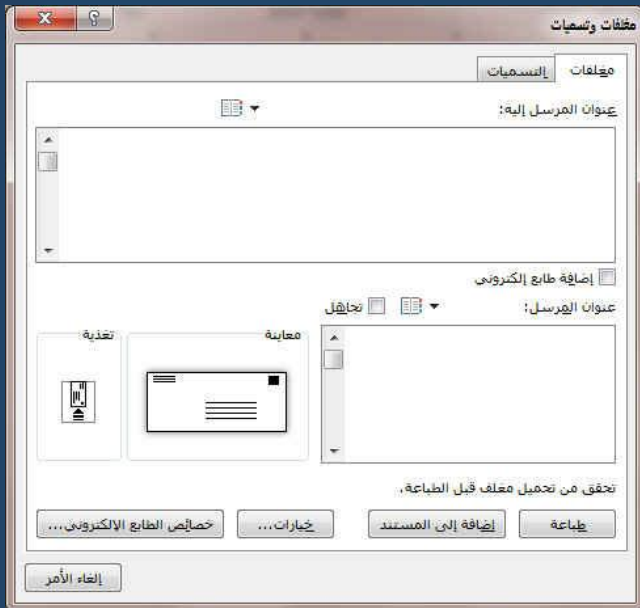 مغلفات وتسميات
مغلفات التسميات
عنوان المرسل إليه:
إضافة طابع إلكتروني
عنوان المرسل: تجاهل
معاينة تغذية
تحقق من تحميل مغلف قبل الطباعة.
طباعة إضافة إلى المستند خيارات... خصائص الطابع الإلكتروني...
إلغاء الأمر